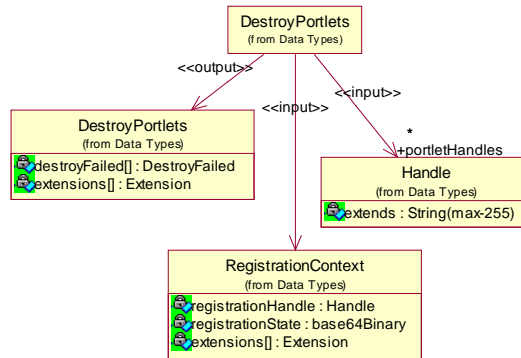 DestroyPortlets
(from Data Types)
<<output>>
<<input>>
<<input>>
*
+portletHandles
DestroyPortlets
(from Data Types)
destroyFailed[] : DestroyFailed
extensions[] : Extension
Handle
(from Data Types)
extends : String(max-255)
RegistrationContext
(from Data Types)
registrationHandle : Handle
registrationState : base64Binary
extensions[] : Extension